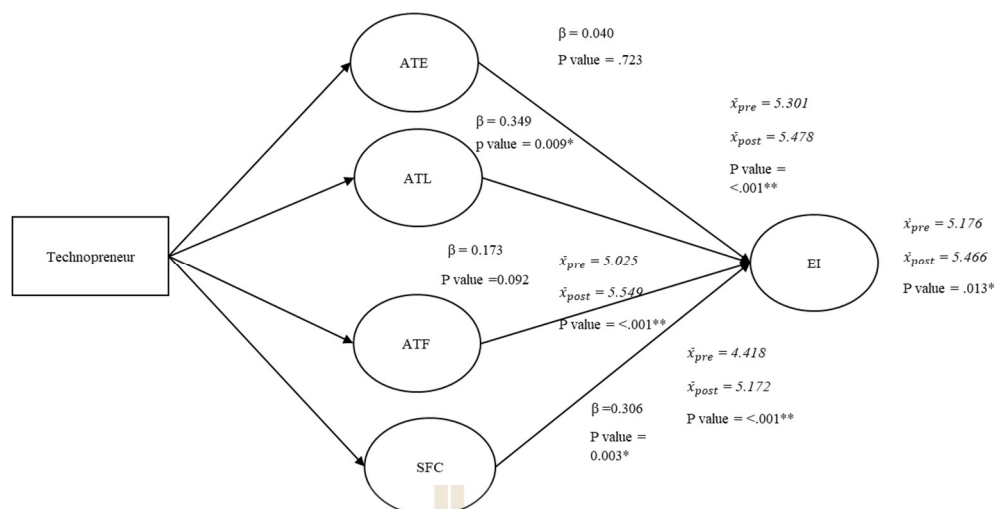 ATE
β = 0.040
P value = .723
x̄pre = 5.301
x̄post = 5.478
P value =
<.001**
β = 0.349
p value = 0.009*
ATL
Technopreneur
EI
x̄pre = 5.176
x̄post = 5.466
P value = .013*
β = 0.173
P value =0.092
x̄pre = 5.025
x̄post = 5.549
P value = <.001**
ATF
x̄pre = 4.418
x̄post = 5.172
P value = <.001**
β =0.306
P value =
0.003*
SFC